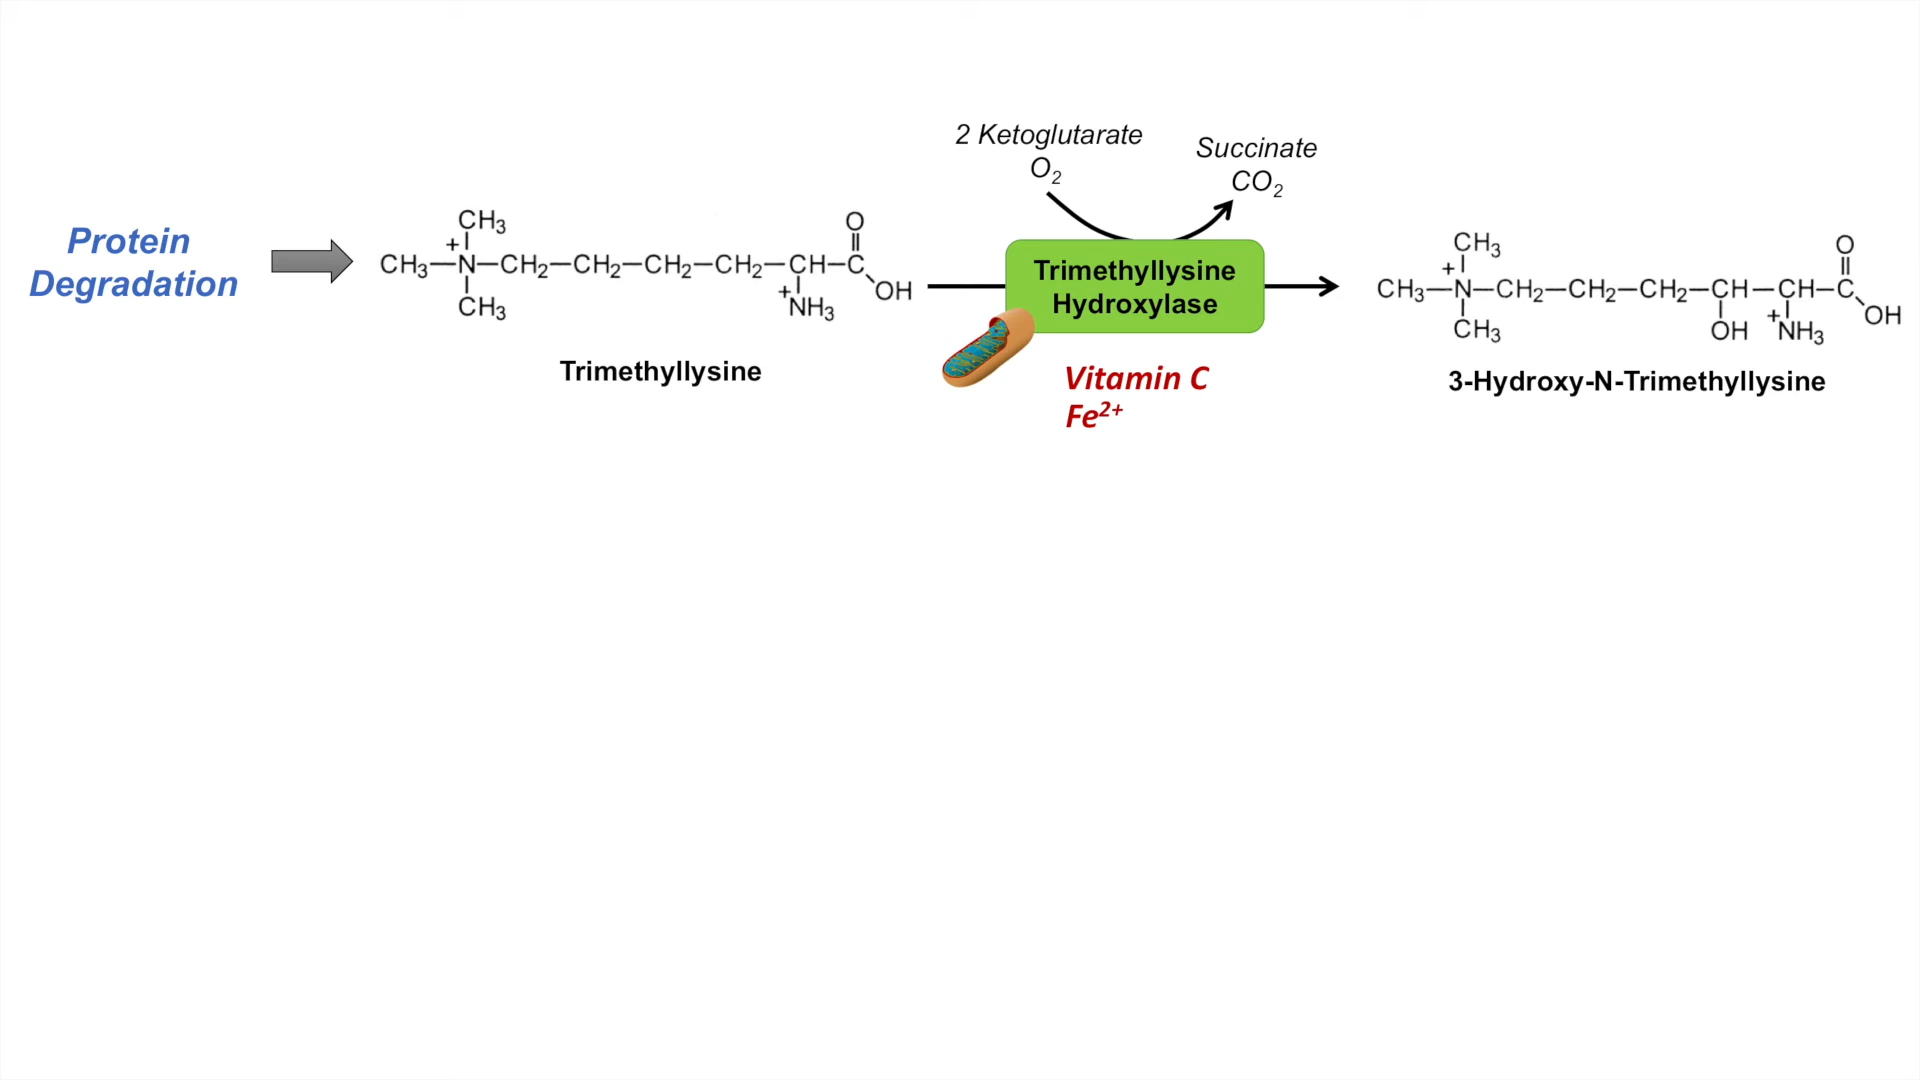 2 Ketoglutarate
O₂
Succinate
CO₂
Protein
Degradation
CH₃
+
CH₃—N—CH₂—CH₂—CH₂—CH₂—CH—C
O
OH
CH₃
+NH₃
Trimethyllysine
Trimethyllysine
Hydroxylase
Vitamin C
Fe²⁺
CH₃
+
CH₃—N—CH₂—CH₂—CH₂—CH—CH—C
O
OH
CH₃
OH
+NH₃
3-Hydroxy-N-Trimethyllysine